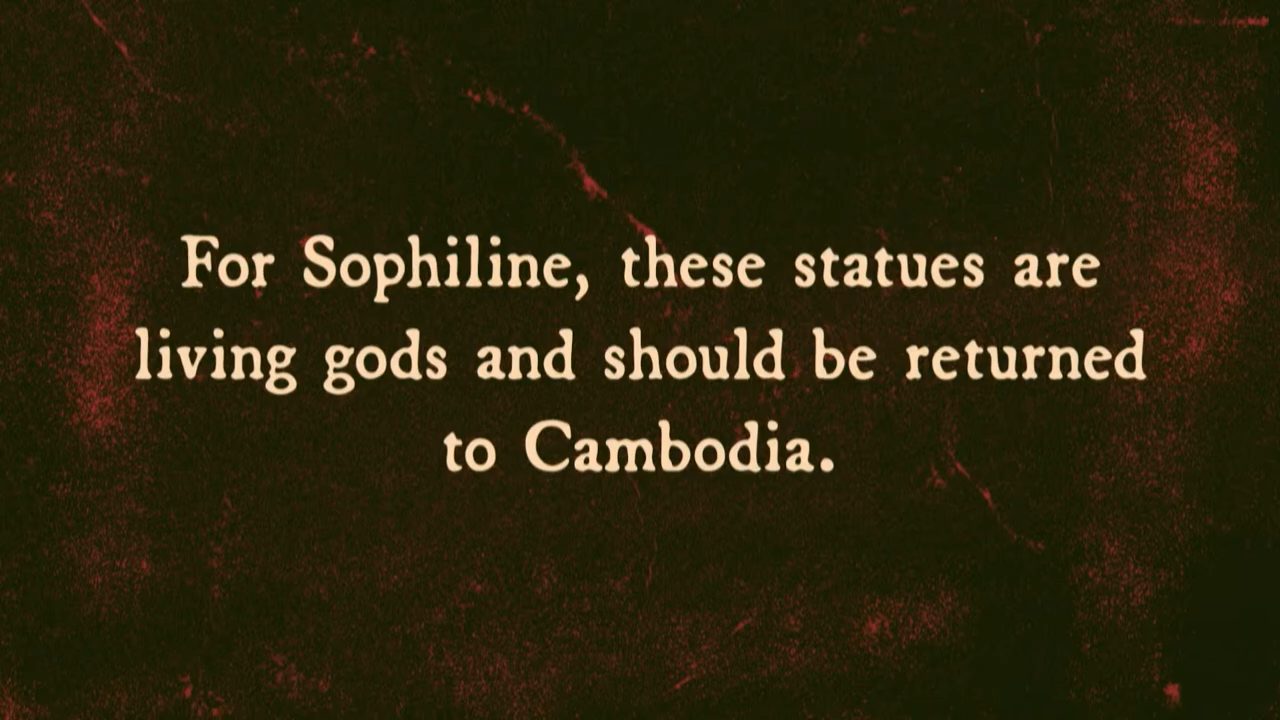 For Sophiline, these statues are
living gods and should be returned
to Cambodia.